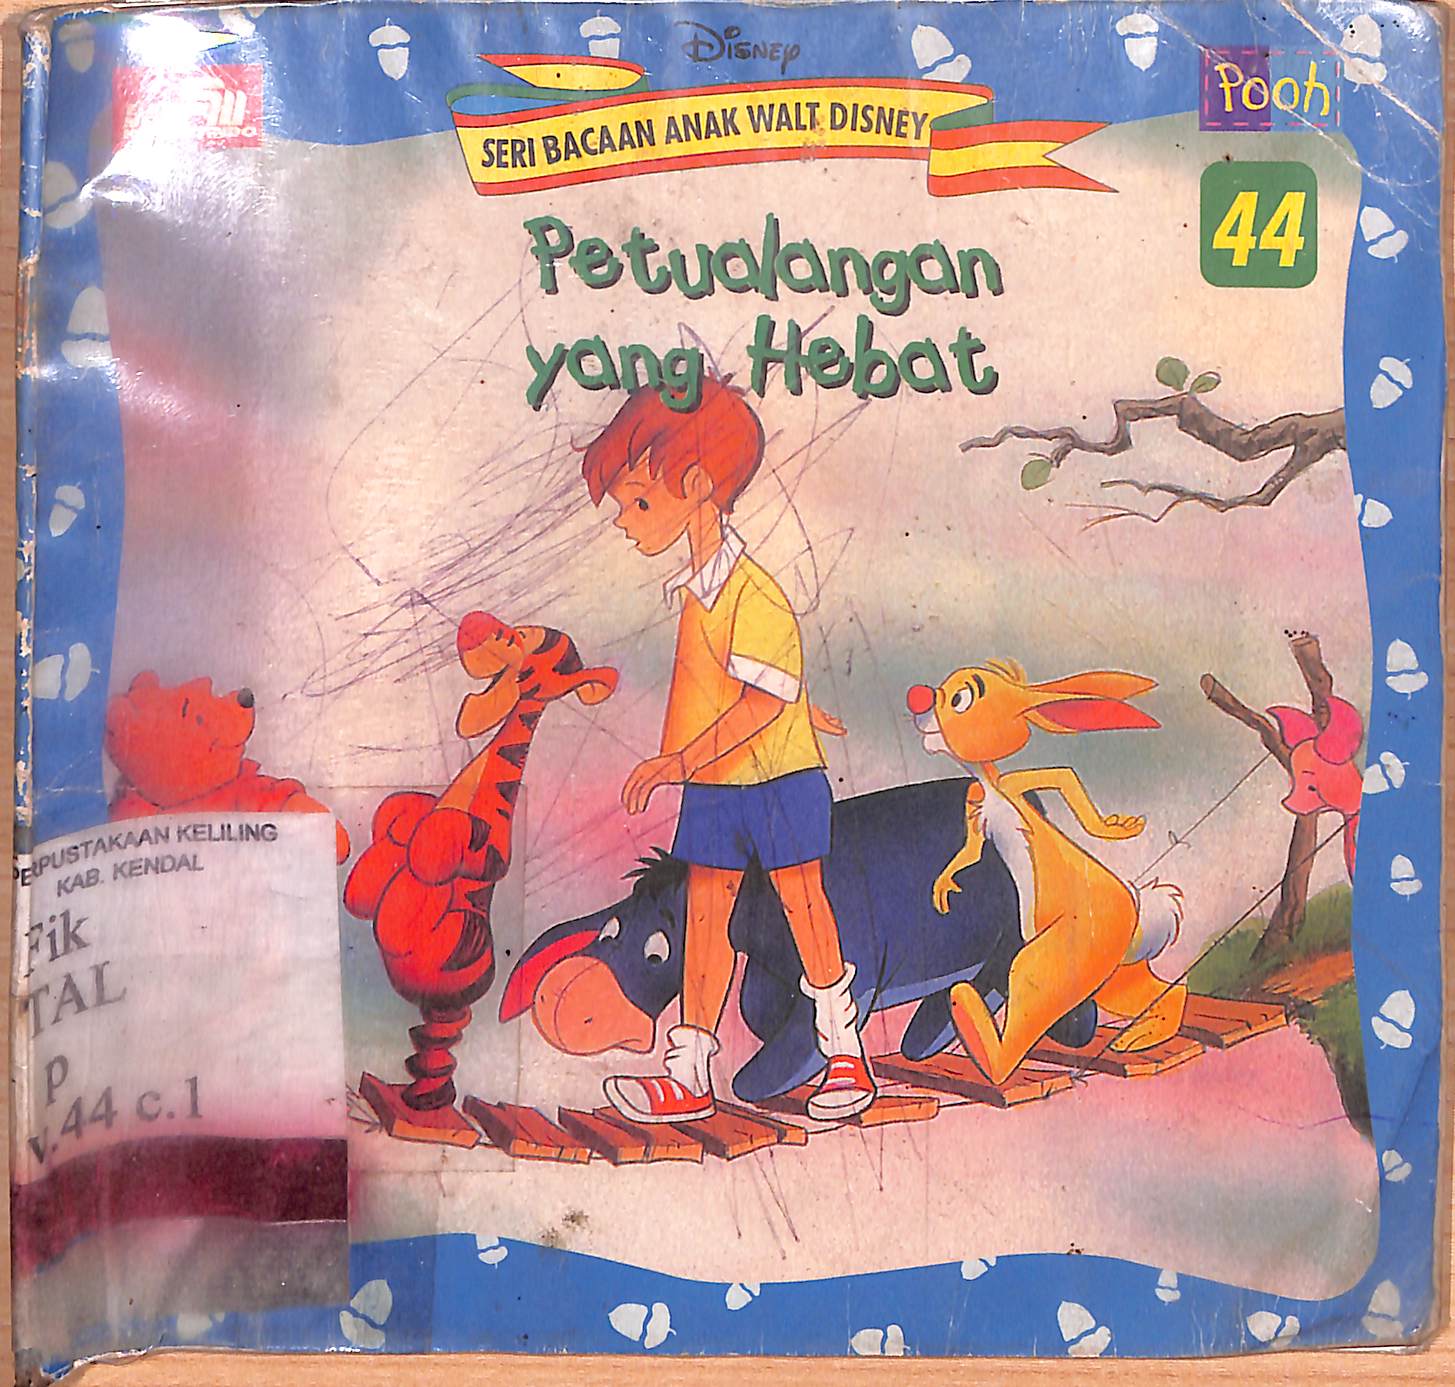 Disney
Pooh
SERI BACAAN ANAK WALT DISNEY
44
Petualangan
yang Hebat
PERPUSTAKAAN KELILING
KAB. KENDAL
Fik
TAL
p
v.44 c.1